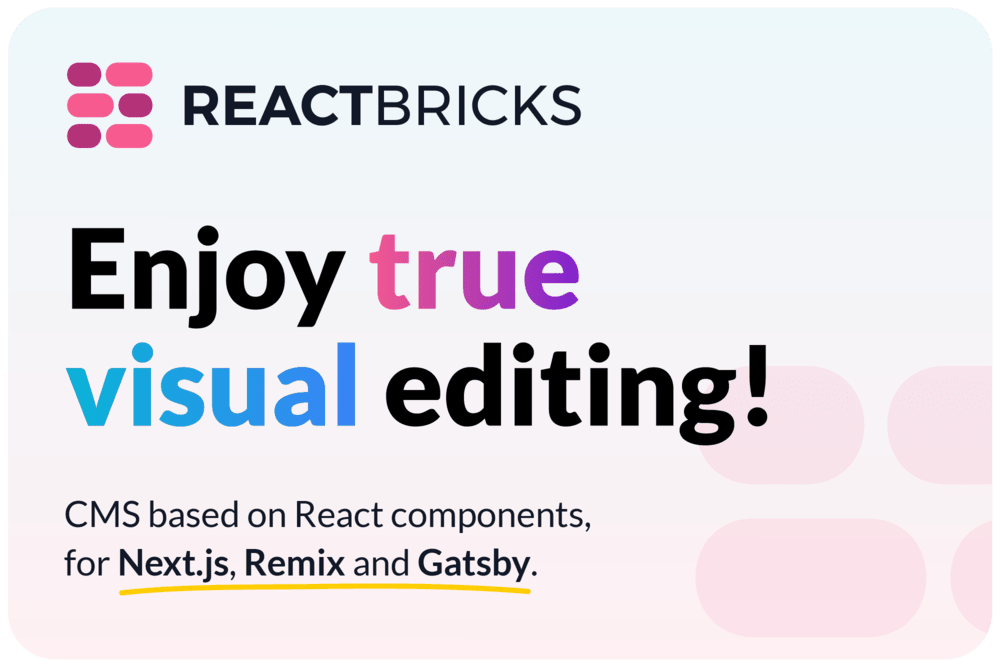 REACTBRICKS
Enjoy true
visual editing!
CMS based on React components,
for Next.js, Remix and Gatsby.